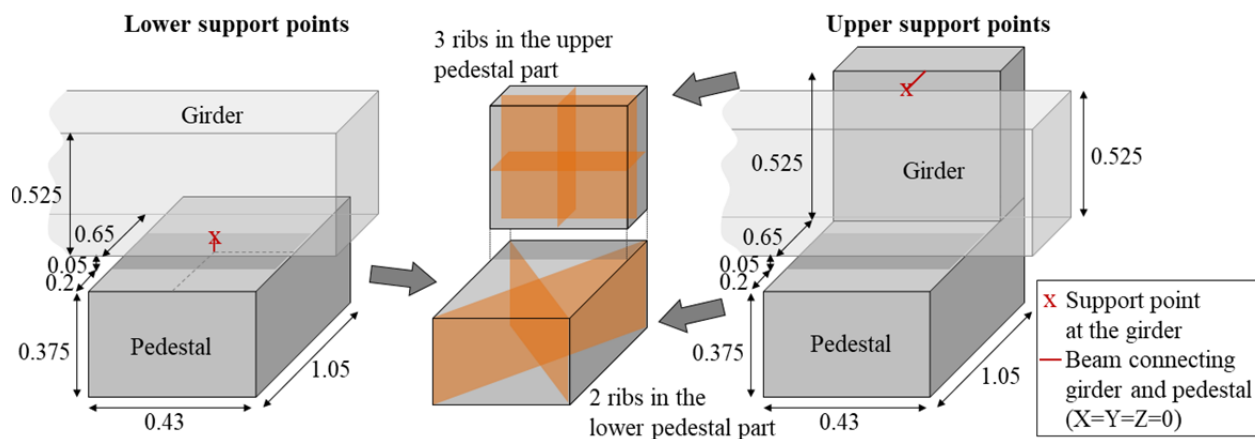 Lower support points
Girder
0.525
0.65
0.05
0.2
X
Pedestal
0.375
0.43
1.05
3 ribs in the upper
pedestal part
2 ribs in the
lower pedestal part
Upper support points
X
0.525
Girder
0.525
0.65
0.05
0.2
Pedestal
0.375
0.43
1.05
X Support point
at the girder
Beam connecting
girder and pedestal
(X=Y=Z=0)